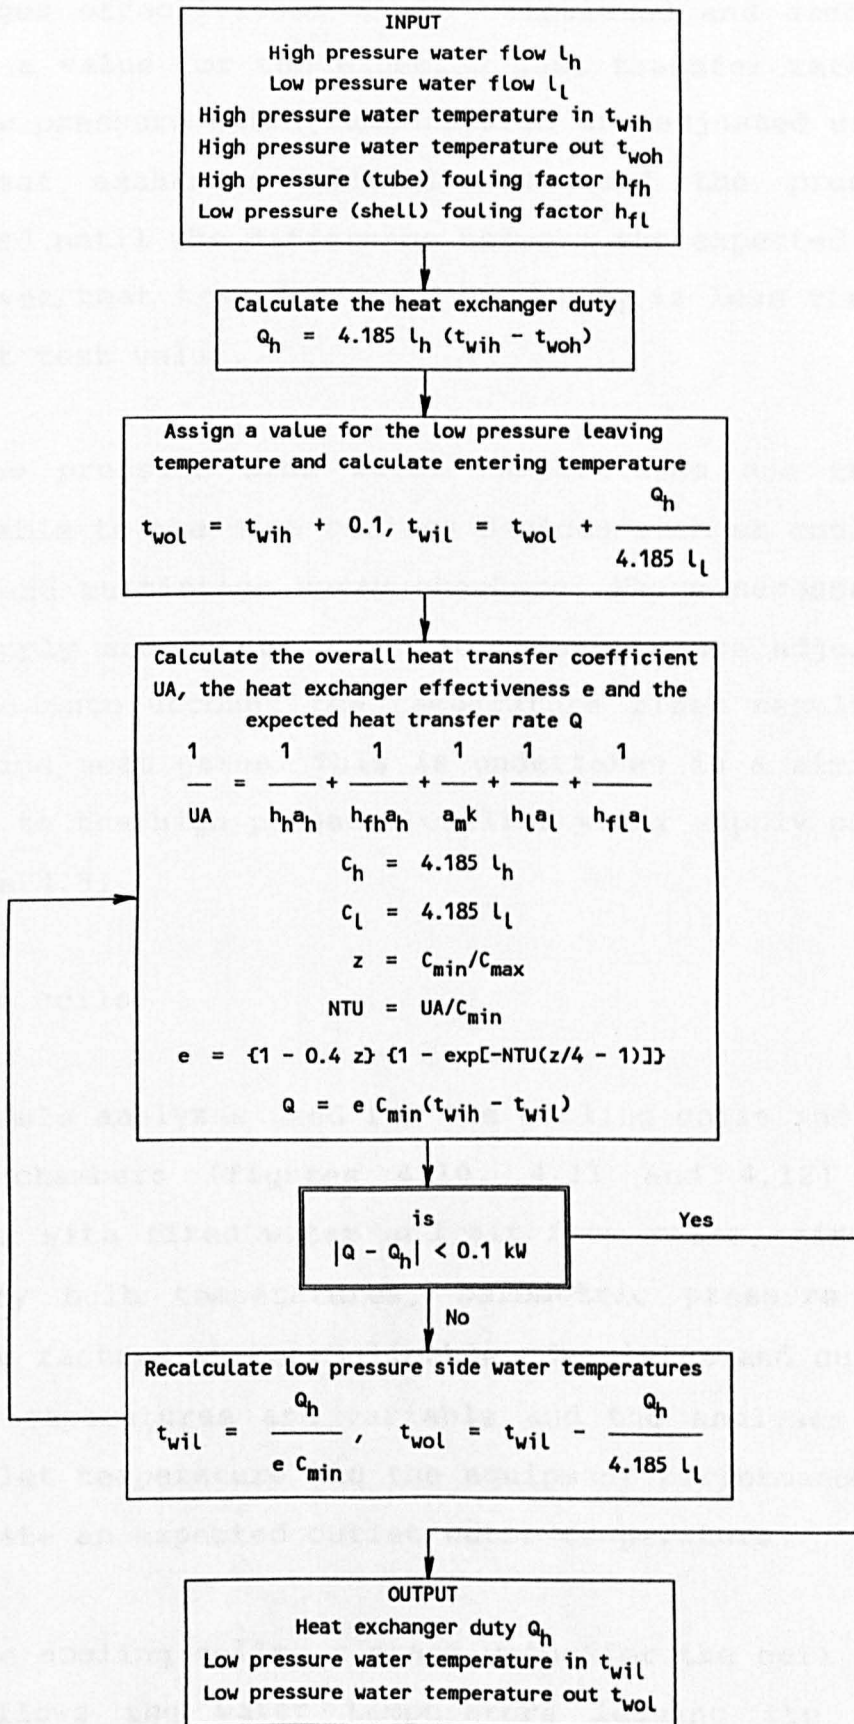 INPUT
High pressure water flow l_h
Low pressure water flow l_l
High pressure water temperature in t_wih
High pressure water temperature out t_woh
High pressure (tube) fouling factor h_fh
Low pressure (shell) fouling factor h_fl
Calculate the heat exchanger duty
Q_h = 4.185 l_h (t_wih - t_woh)
Assign a value for the low pressure leaving
temperature and calculate entering temperature
t_wol = t_wih + 0.1, t_wil = t_wol + Q_h / 4.185 l_l
Calculate the overall heat transfer coefficient
UA, the heat exchanger effectiveness e and the
expected heat transfer rate Q
1/UA = 1/h_h a_h + 1/h_fh a_h + 1/a_m k + 1/h_l a_l + 1/h_fl a_l
C_h = 4.185 l_h
C_l = 4.185 l_l
z = C_min/C_max
NTU = UA/C_min
e = {1 - 0.4 z} {1 - exp[-NTU(z/4 - 1)]}
Q = e C_min(t_wih - t_wil)
is
|Q - Q_h| < 0.1 kW
Yes
No
Recalculate low pressure side water temperatures
t_wil = Q_h / e C_min , t_wol = t_wil - Q_h / 4.185 l_l
OUTPUT
Heat exchanger duty Q_h
Low pressure water temperature in t_wil
Low pressure water temperature out t_wol